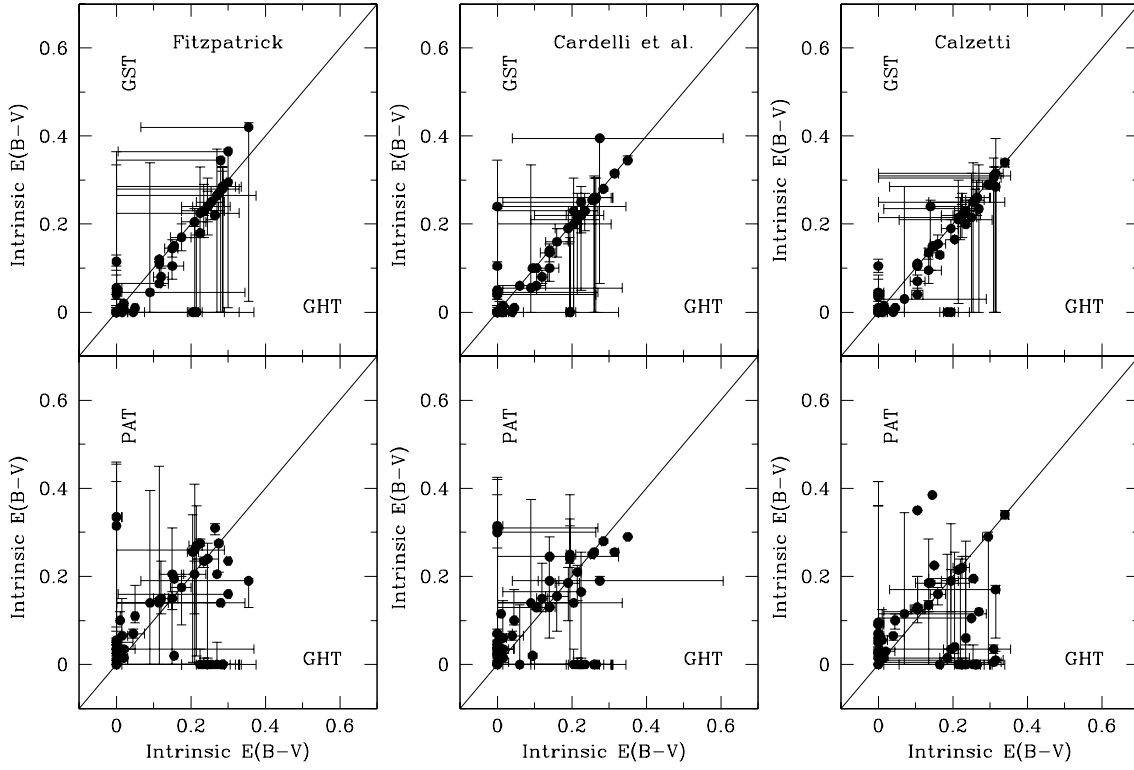 Fitzpatrick
GST
GHT
Intrinsic E(B−V)
0.6
0.4
0.2
0
Cardelli et al.
GST
GHT
Intrinsic E(B−V)
0.6
0.4
0.2
0
Calzetti
GST
GHT
Intrinsic E(B−V)
0.6
0.4
0.2
0
PAT
GHT
Intrinsic E(B−V)
0.6
0.4
0.2
0
0 0.2 0.4 0.6
Intrinsic E(B−V)
PAT
GHT
Intrinsic E(B−V)
0.6
0.4
0.2
0
0 0.2 0.4 0.6
Intrinsic E(B−V)
PAT
GHT
Intrinsic E(B−V)
0.6
0.4
0.2
0
0 0.2 0.4 0.6
Intrinsic E(B−V)